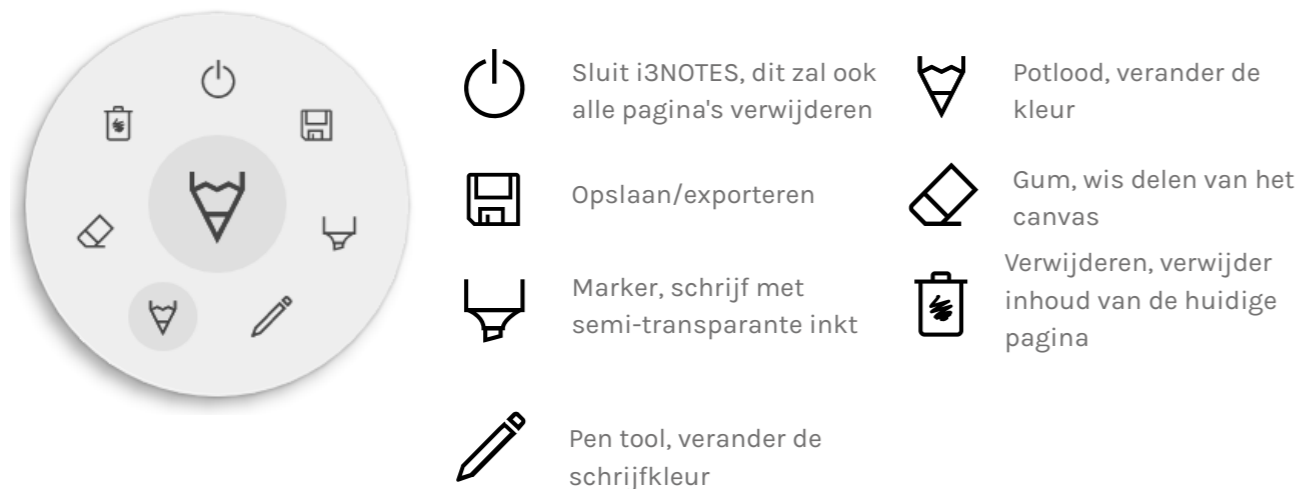 Sluit i3NOTES, dit zal ook
alle pagina's verwijderen
Opslaan/exporteren
Marker, schrijf met
semi-transparante inkt
Pen tool, verander de
schrijfkleur
Potlood, verander de
kleur
Gum, wis delen van het
canvas
Verwijderen, verwijder
inhoud van de huidige
pagina